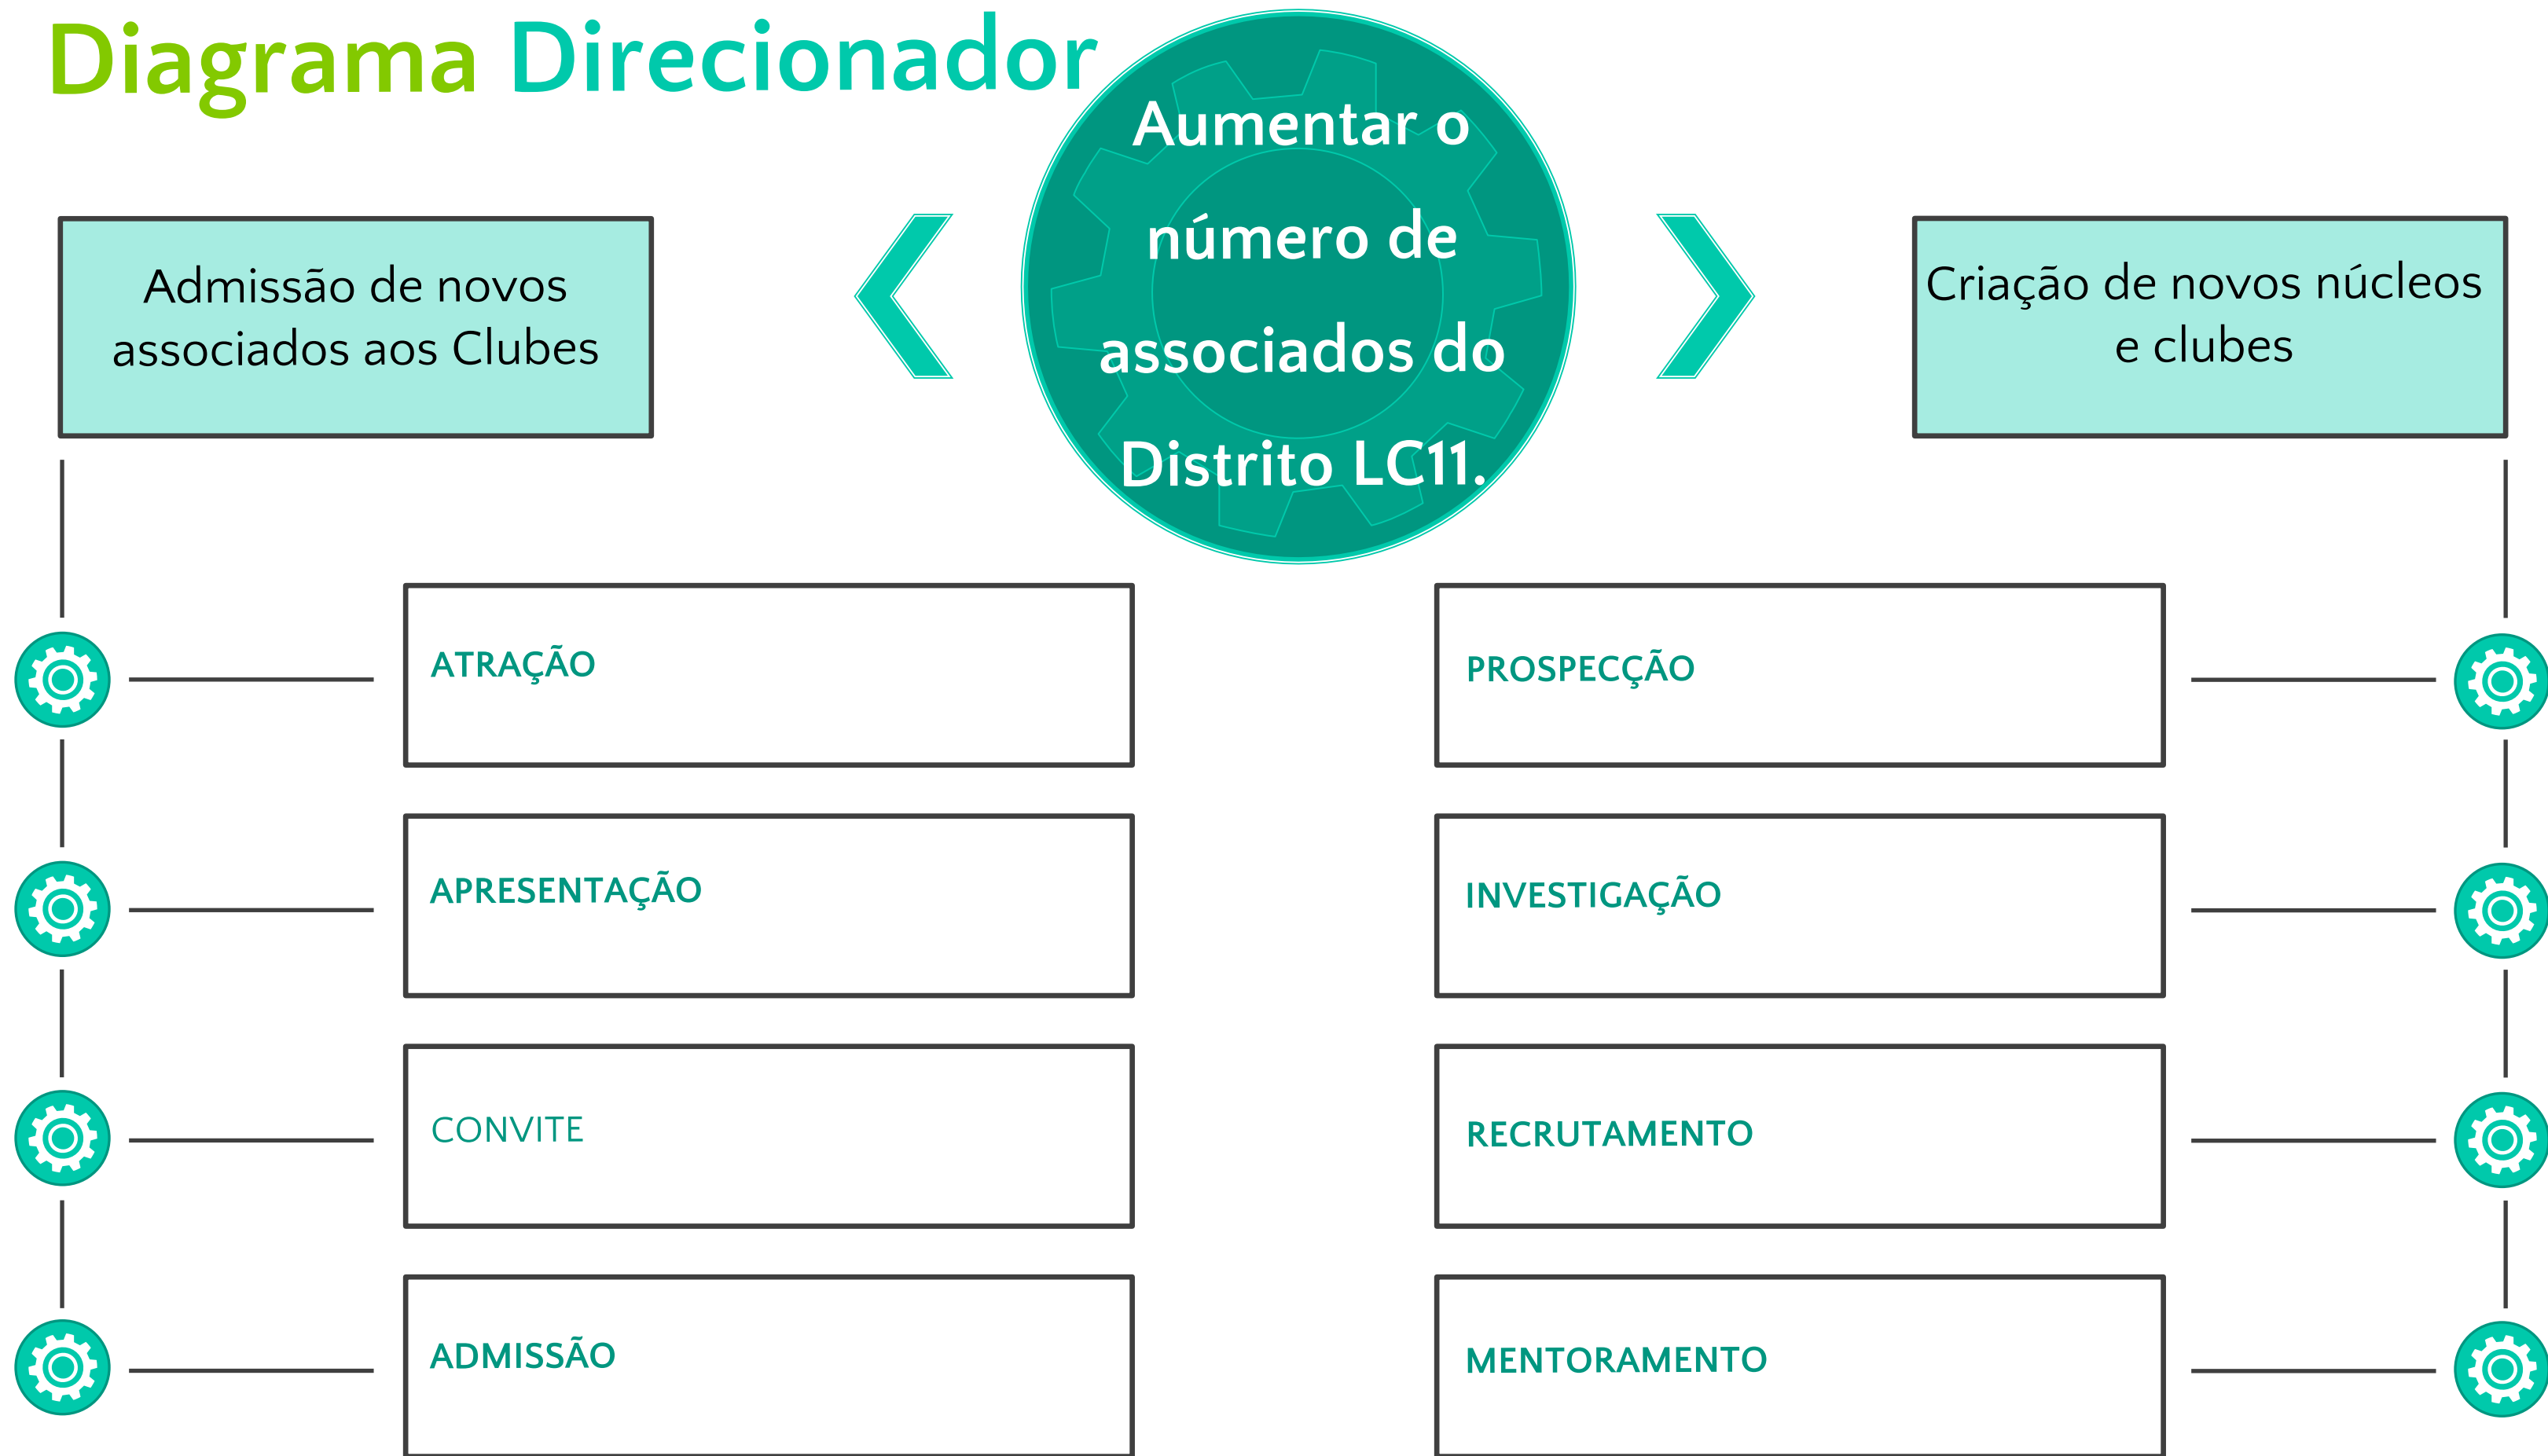 Diagrama Direcionador
Aumentar o
número de
associados do
Distrito LC11.
Admissão de novos
associados aos Clubes
Criação de novos núcleos
e clubes
ATRAÇÃO
APRESENTAÇÃO
CONVITE
ADMISSÃO
PROSPECÇÃO
INVESTIGAÇÃO
RECRUTAMENTO
MENTORAMENTO